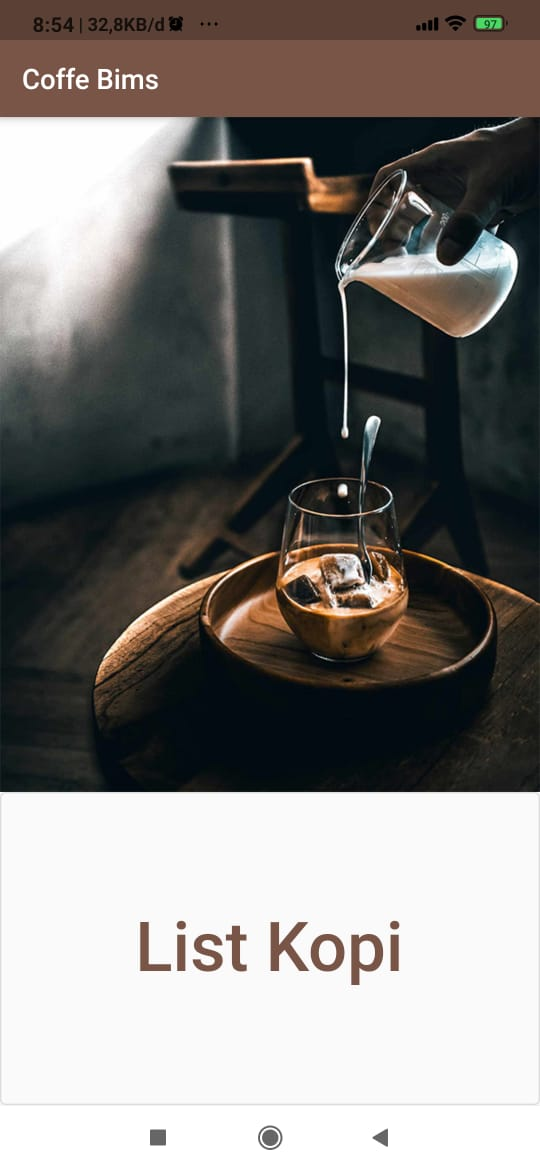 8:54 | 32,8KB/d ...
97
Coffe Bims
List Kopi